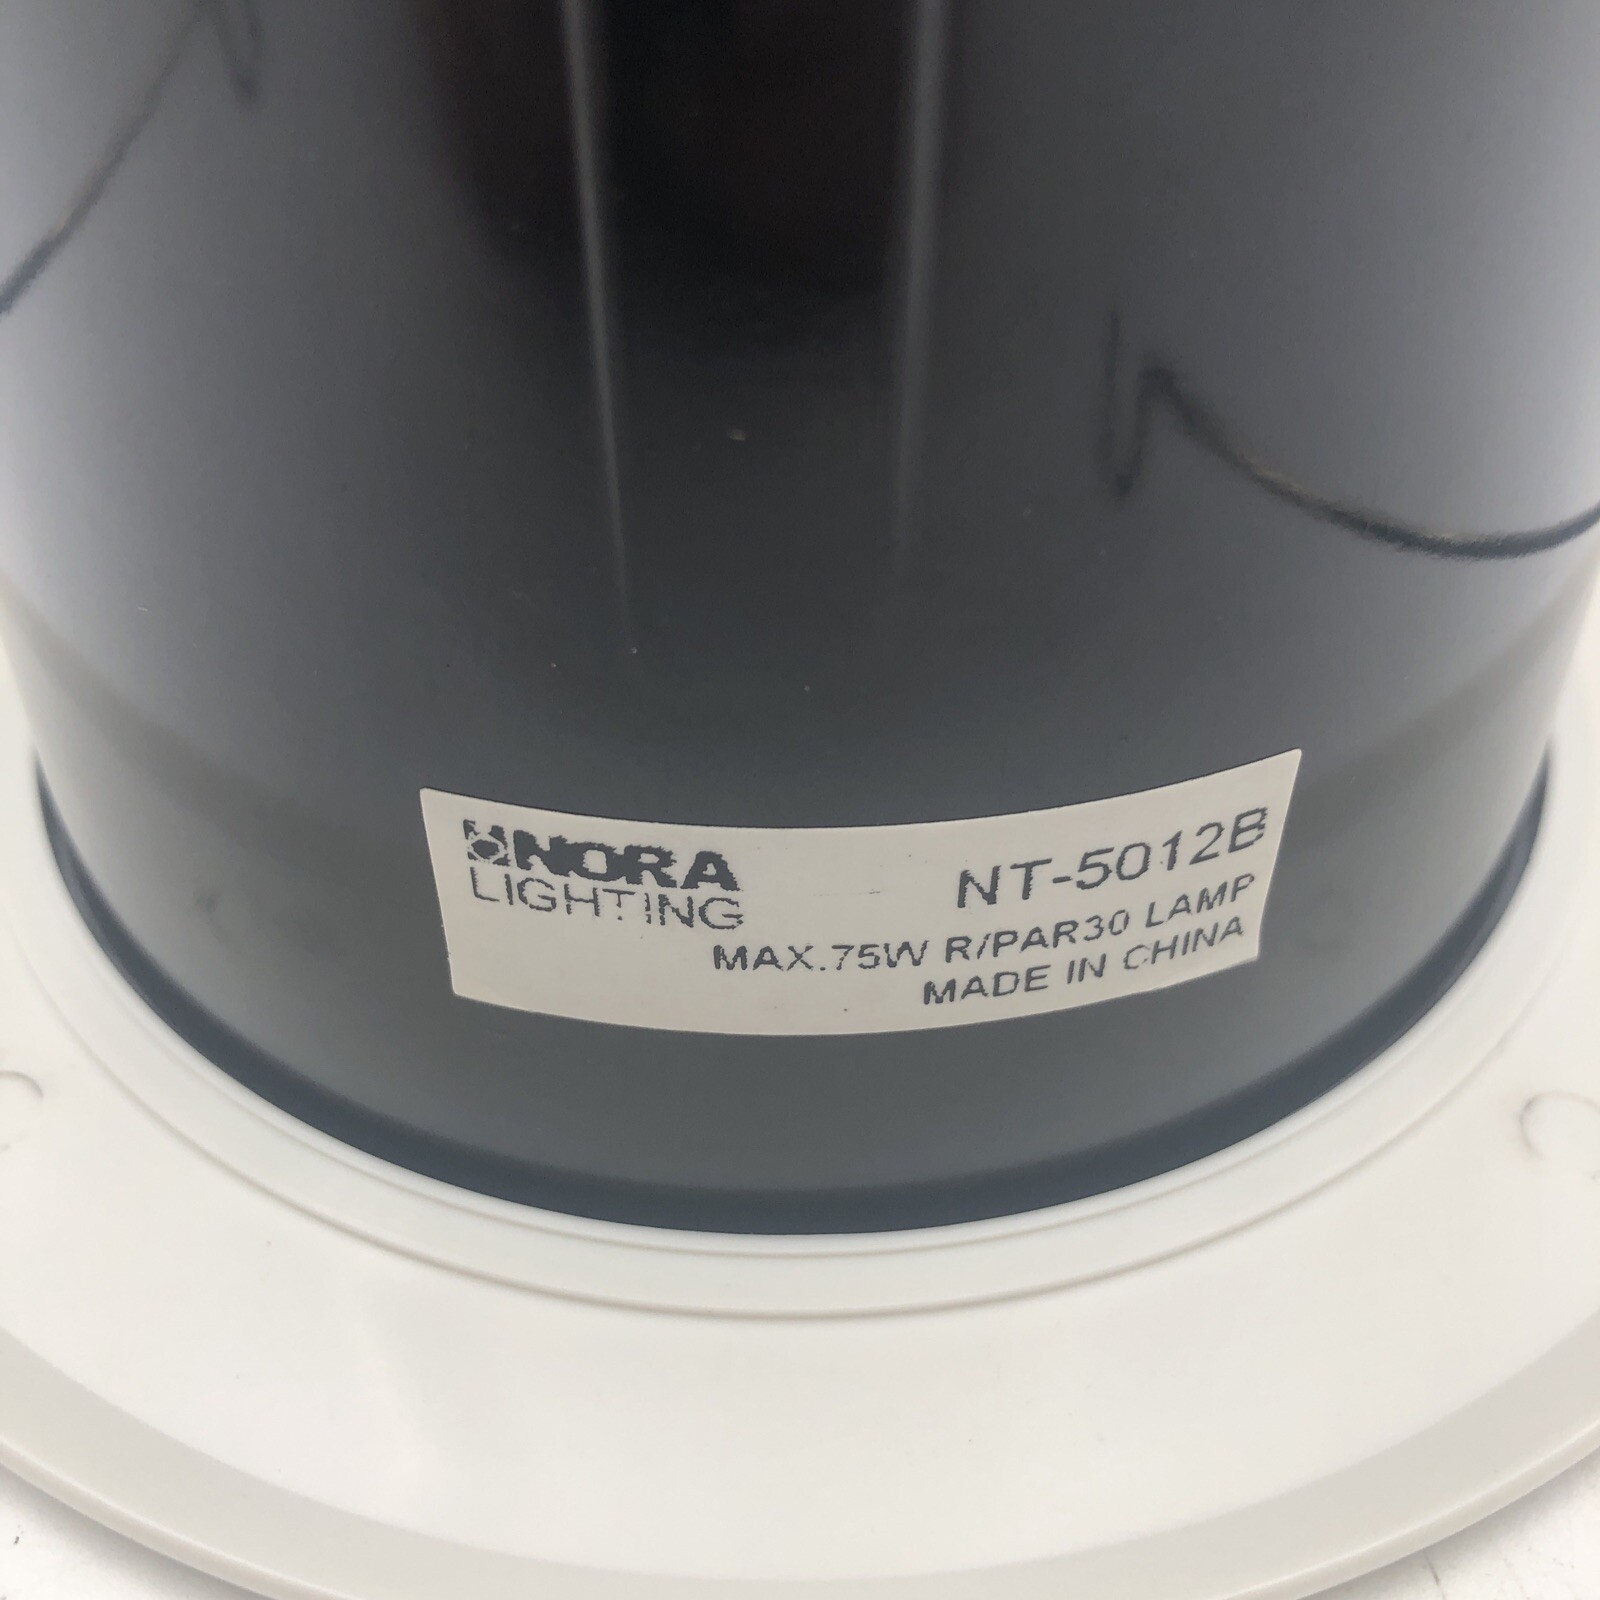 NORA
LIGHTING
NT-5012B
MAX.75W R/PAR30 LAMP
MADE IN CHINA